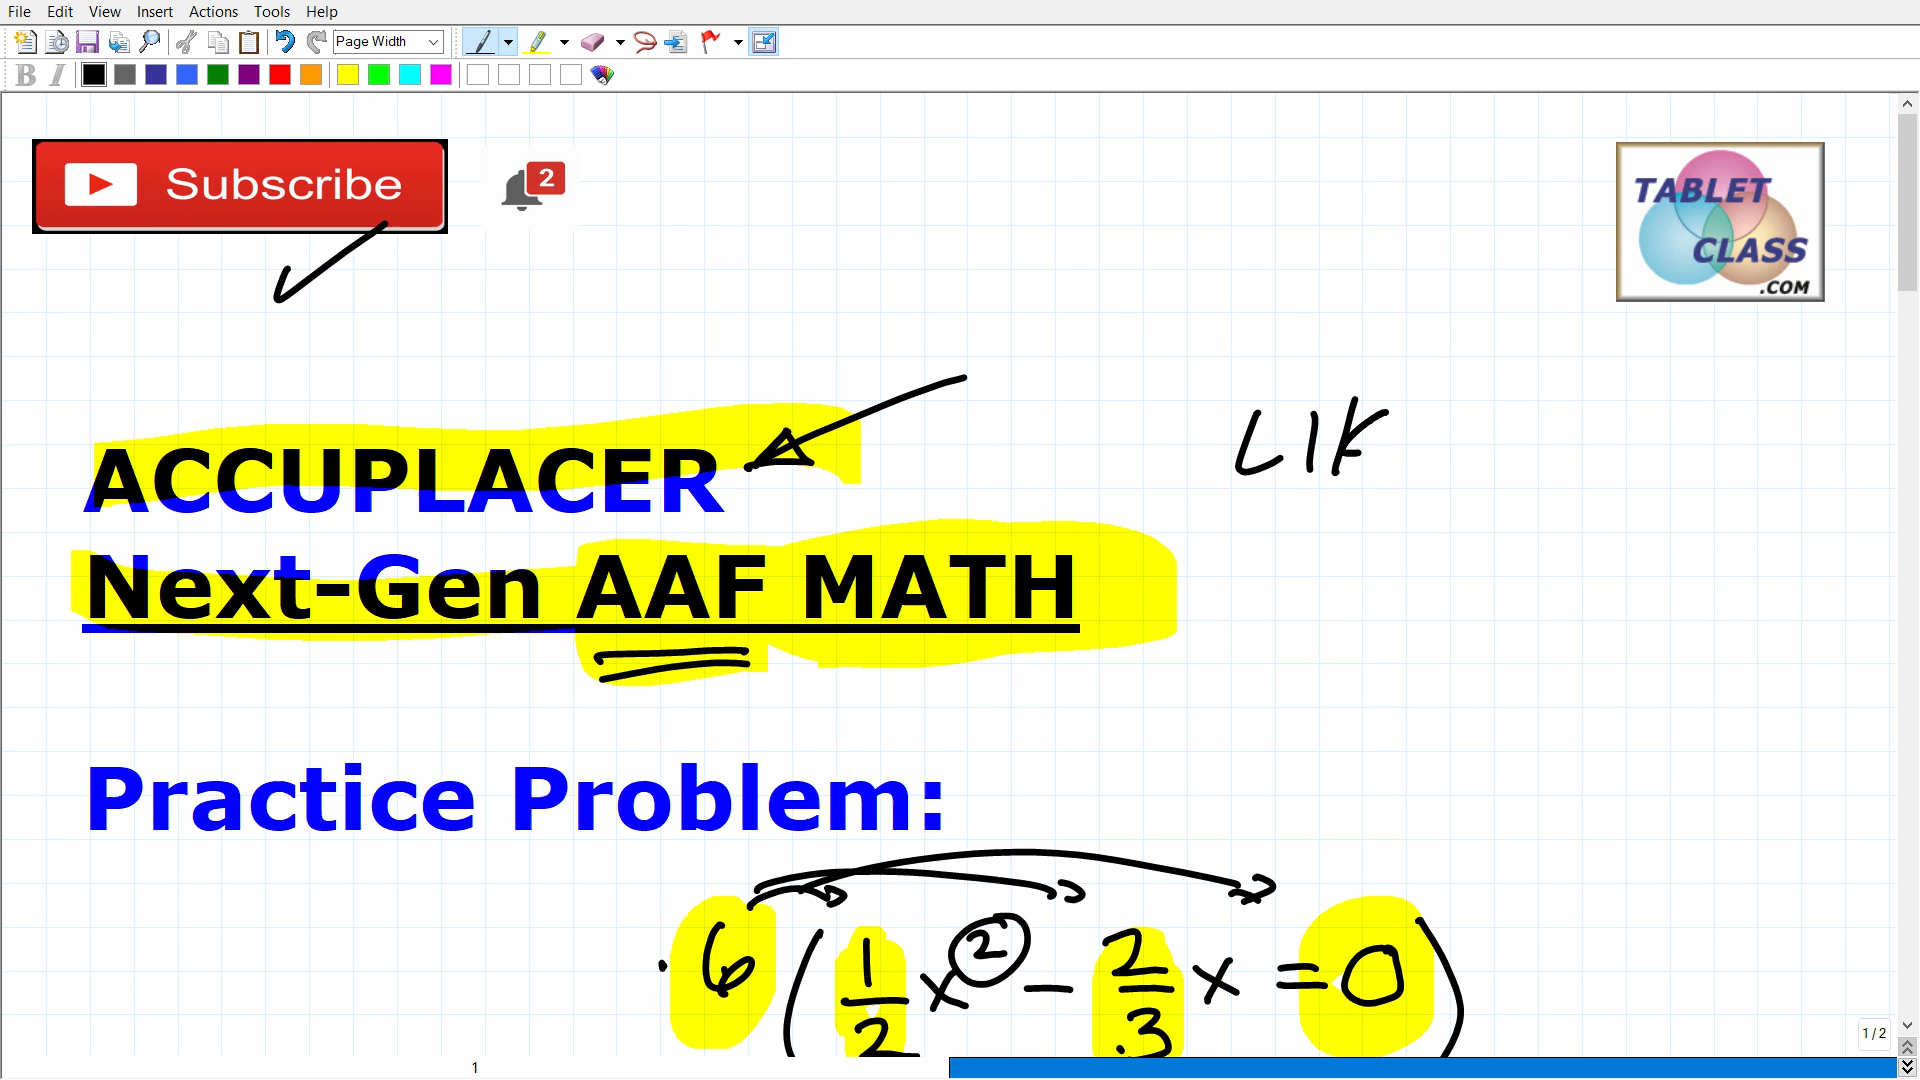 File Edit View Insert Actions Tools Help
Page Width
B I
Subscribe
2
TABLET
CLASS
.COM
LIK
ACCUPLACER
Next-Gen AAF MATH
Practice Problem:
6 ( 1/2 x² - 2/3 x = 0 )
1 / 2
1